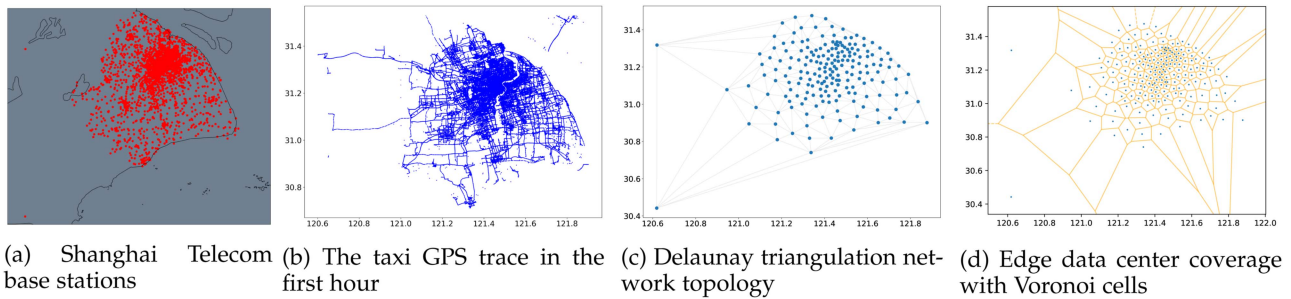 31.4
31.2
31.0
30.8
120.6 120.8 121.0 121.2 121.4 121.6 121.8
31.4
31.2
31.0
30.8
30.6
30.4
120.6 120.8 121.0 121.2 121.4 121.6 121.8
31.4
31.2
31.0
30.8
30.6
30.4
120.6 120.8 121.0 121.2 121.4 121.6 121.8 122.0
(a) Shanghai Telecom
base stations
(b) The taxi GPS trace in the
first hour
(c) Delaunay triangulation net-
work topology
(d) Edge data center coverage
with Voronoi cells